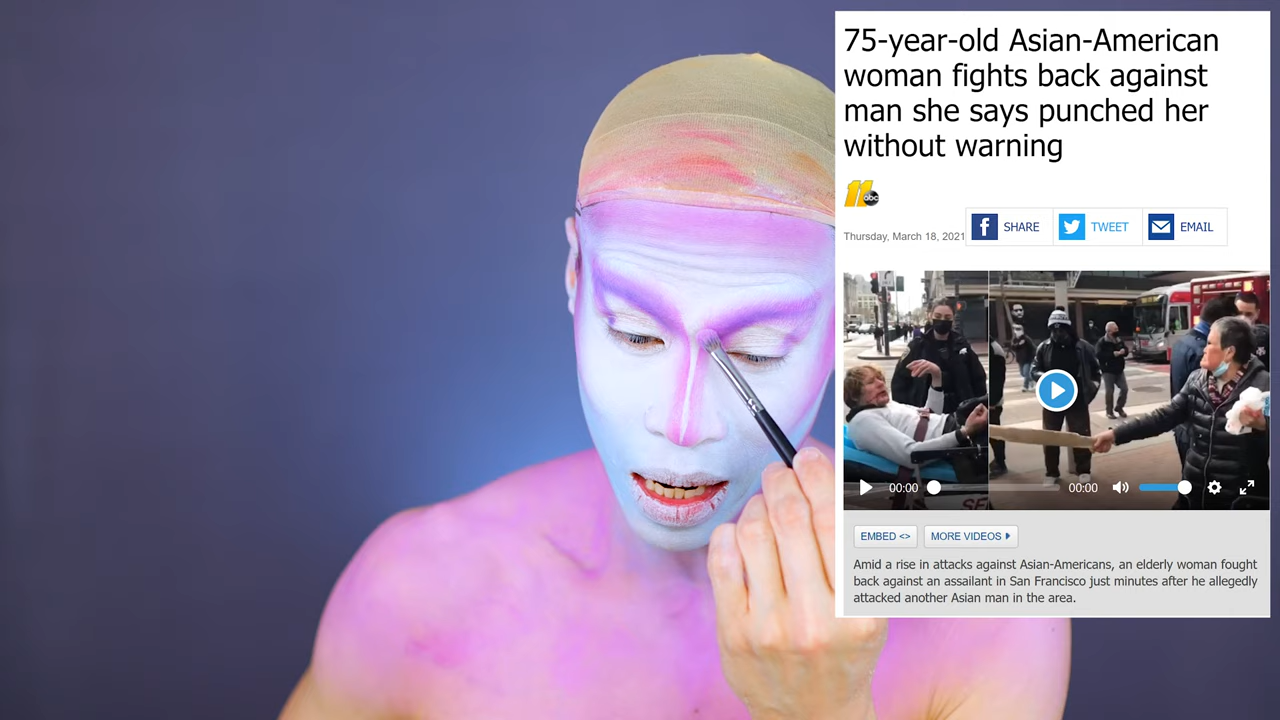 75-year-old Asian-American
woman fights back against
man she says punched her
without warning
11 abc
Thursday, March 18, 2021
SHARE
TWEET
EMAIL
00:00
00:00
EMBED <>
MORE VIDEOS
Amid a rise in attacks against Asian-Americans, an elderly woman fought
back against an assailant in San Francisco just minutes after he allegedly
attacked another Asian man in the area.